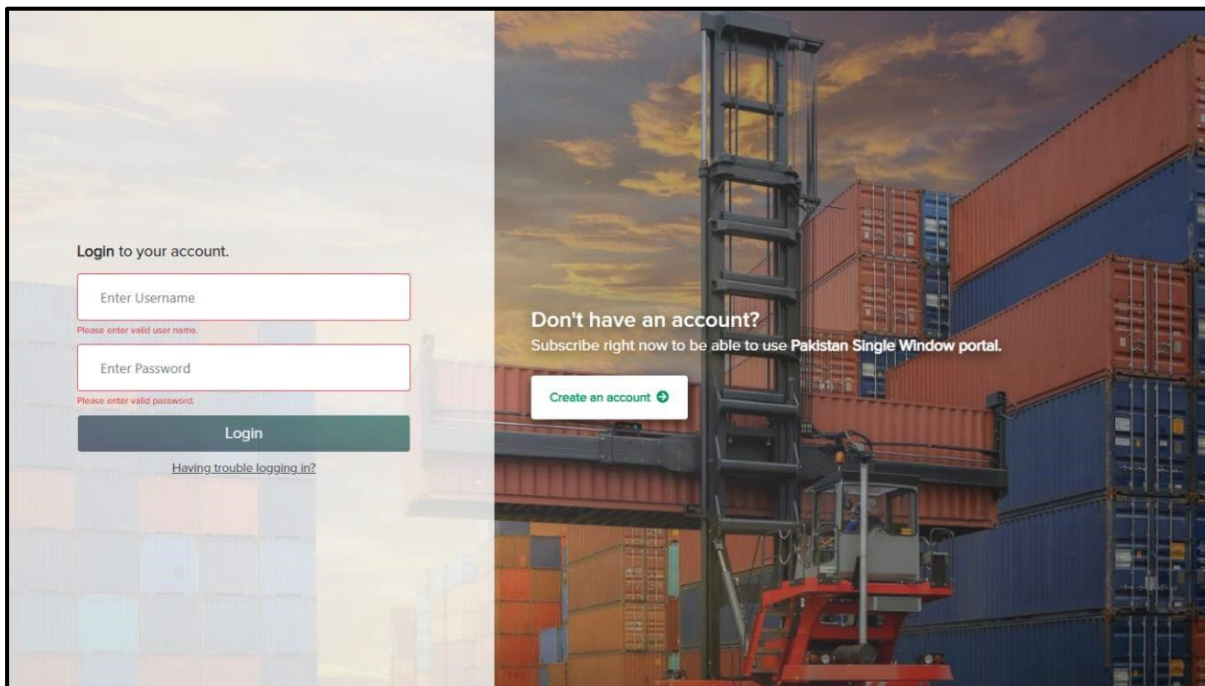 Login to your account.
Enter Username
Please enter valid user name.
Enter Password
Please enter valid password.
Login
Having trouble logging in?
Don't have an account?
Subscribe right now to be able to use Pakistan Single Window portal.
Create an account